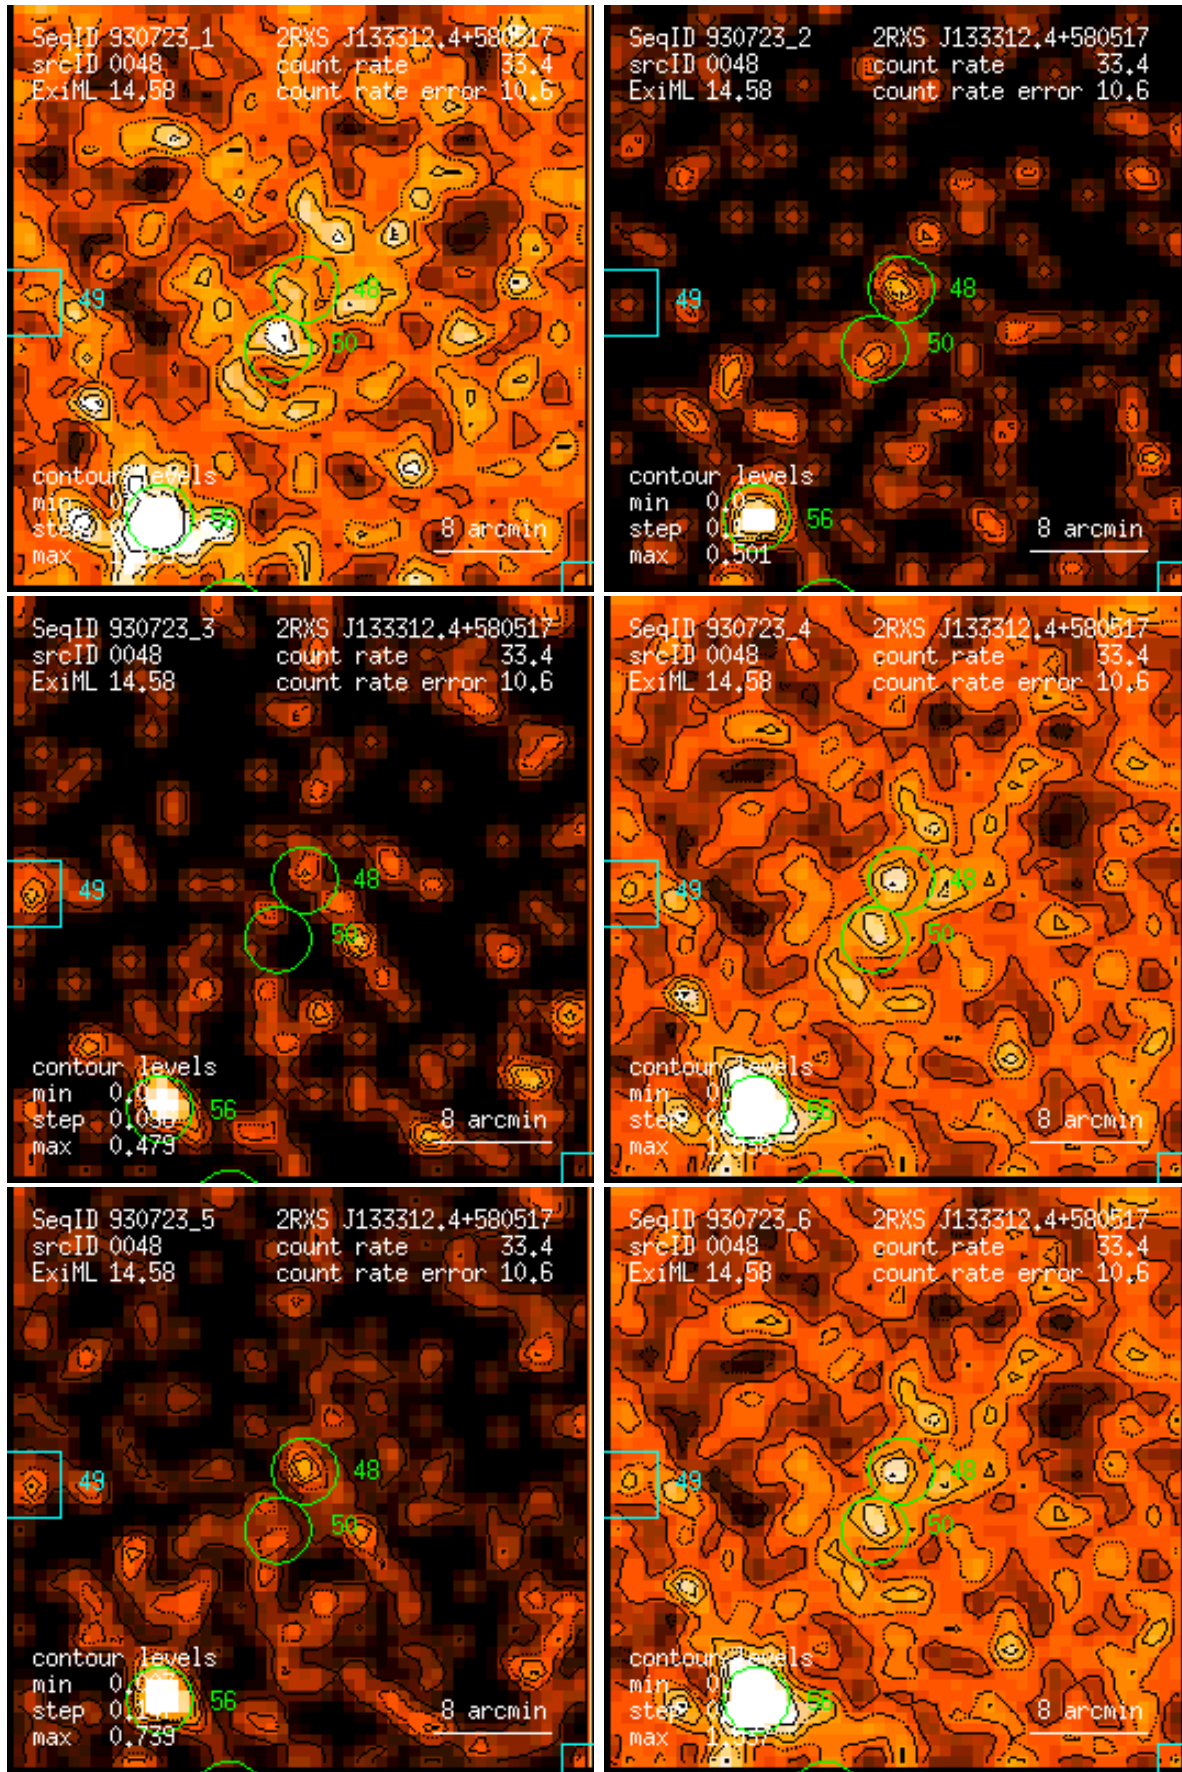 SeqID 930723_1 2RXS J133312.4+580517
srcID 0048 count rate 33.4
ExiML 14.58 count rate error 10.6
48
49
50
contour levels
min
56
step 8 arcmin
max
SeqID 930723_2 2RXS J133312.4+580517
srcID 0048 count rate 33.4
ExiML 14.58 count rate error 10.6
48
49
50
contour levels
min 0.0
56
step 8 arcmin
max 0.501
SeqID 930723_3 2RXS J133312.4+580517
srcID 0048 count rate 33.4
ExiML 14.58 count rate error 10.6
48
49
50
contour levels
min 0.0
56
step 8 arcmin
max 0.479
SeqID 930723_4 2RXS J133312.4+580517
srcID 0048 count rate 33.4
ExiML 14.58 count rate error 10.6
48
49
50
contour levels
min
56
step 8 arcmin
max
SeqID 930723_5 2RXS J133312.4+580517
srcID 0048 count rate 33.4
ExiML 14.58 count rate error 10.6
48
49
50
contour levels
min
56
step 8 arcmin
max 0.739
SeqID 930723_6 2RXS J133312.4+580517
srcID 0048 count rate 33.4
ExiML 14.58 count rate error 10.6
48
49
50
contour levels
min
56
step 8 arcmin
max